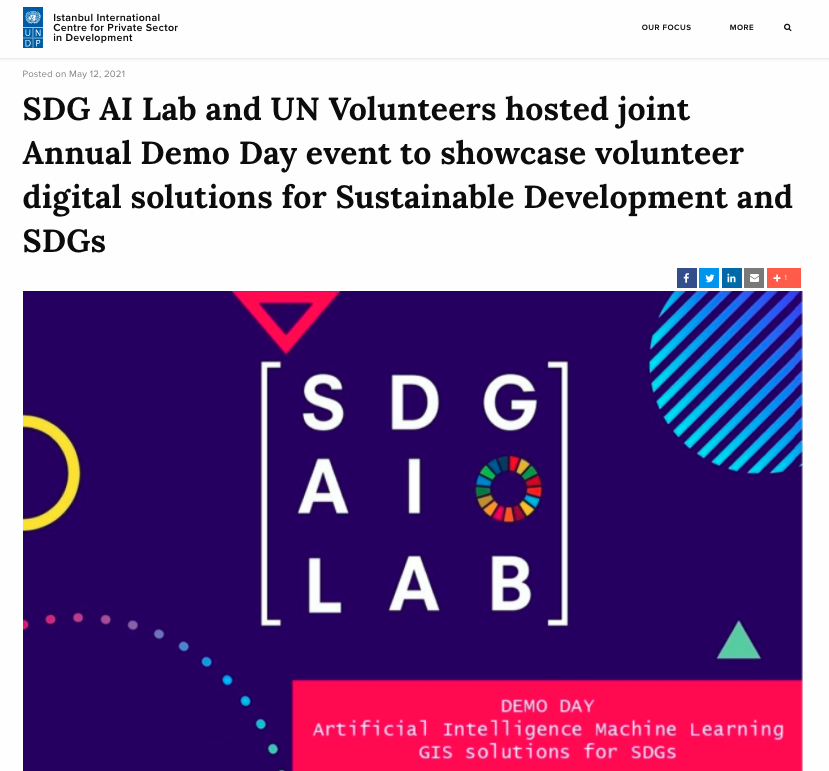 Istanbul International
Centre for Private Sector
in Development
UN
DP
OUR FOCUS
MORE
Posted on May 12, 2021
SDG AI Lab and UN Volunteers hosted joint
Annual Demo Day event to showcase volunteer
digital solutions for Sustainable Development and
SDGs
1
SDG
AI
LAB
DEMO DAY
Artificial Intelligence Machine Learning
GIS solutions for SDGs